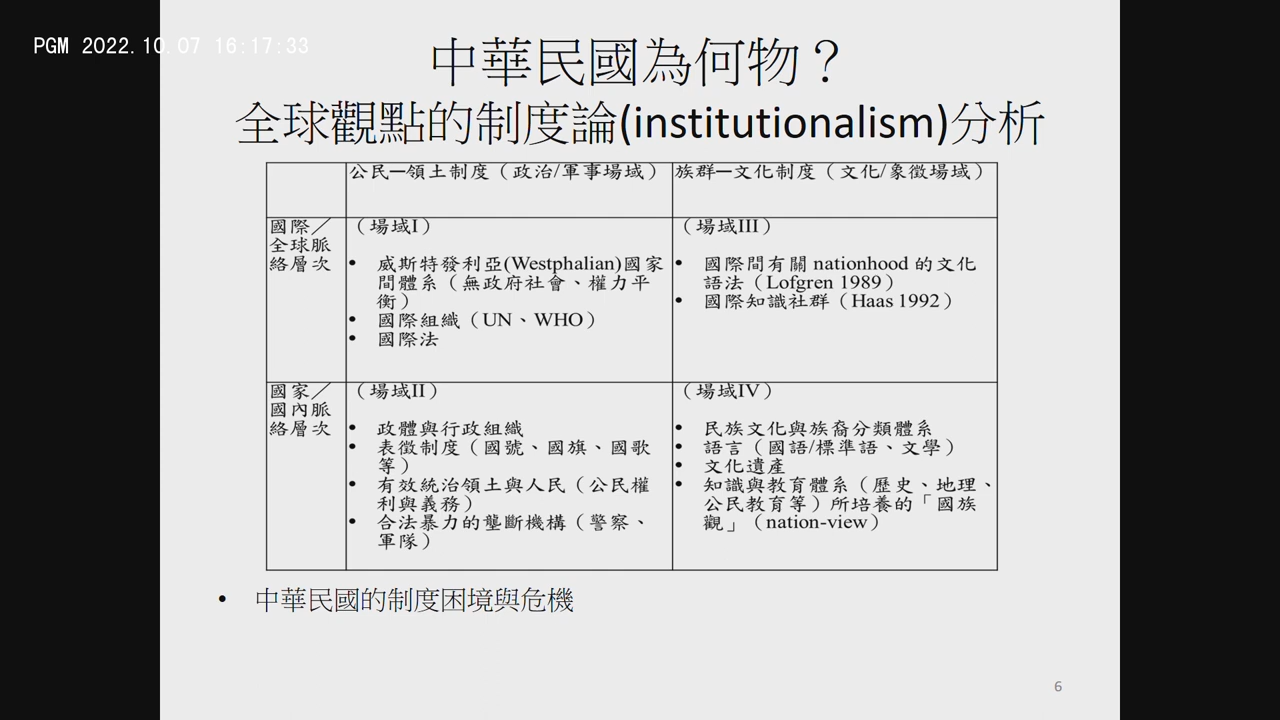 PGM 2022.10.07 16:17:33
中華民國為何物？
全球觀點的制度論(institutionalism)分析
公民─領土制度（政治/軍事場域）
族群─文化制度（文化/象徵場域）
國際／
全球脈
絡層次
（場域I）
• 威斯特發利亞(Westphalian)國家
間體系（無政府社會、權力平
衡）
• 國際組織（UN、WHO）
• 國際法
（場域III）
• 國際間有關 nationhood 的文化
語法（Lofgren 1989）
• 國際知識社群（Haas 1992）
國家／
國內脈
絡層次
（場域II）
• 政體與行政組織
• 表徵制度（國號、國旗、國歌
等）
• 有效統治領土與人民（公民權
利與義務）
• 合法暴力的壟斷機構（警察、
軍隊）
（場域IV）
• 民族文化與族裔分類體系
• 語言（國語/標準語、文學）
• 文化遺產
• 知識與教育體系（歷史、地理、
公民教育等）所培養的「國族
觀」（nation-view）
• 中華民國的制度困境與危機
6